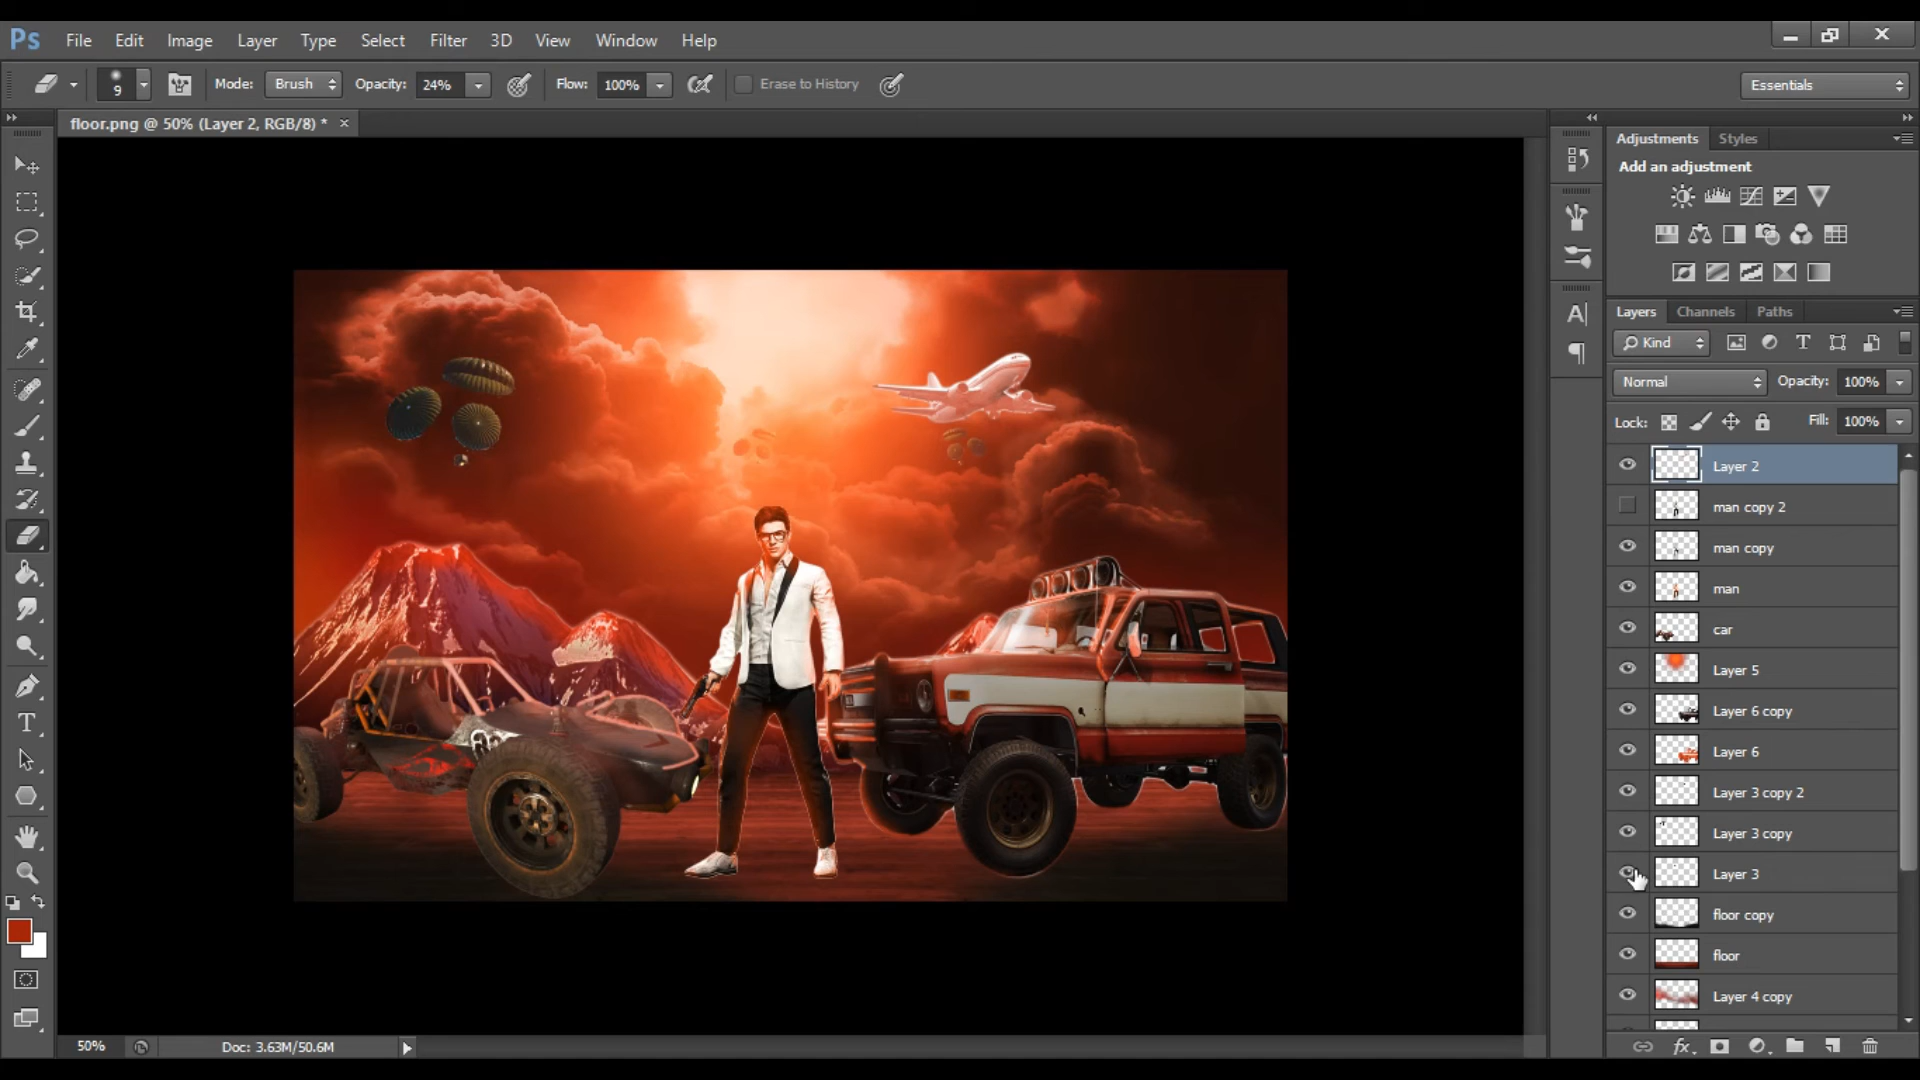 Ps File Edit Image Layer Type Select Filter 3D View Window Help
9 Mode: Brush Opacity: 24% Flow: 100% Erase to History Essentials
floor.png @ 50% (Layer 2, RGB/8) * ×
Adjustments Styles
Add an adjustment
Layers Channels Paths
Kind
Normal Opacity: 100%
Lock: Fill: 100%
Layer 2
man copy 2
man copy
man
car
Layer 5
Layer 6 copy
Layer 6
Layer 3 copy 2
Layer 3 copy
Layer 3
floor copy
floor
Layer 4 copy
50% Doc: 3.63M/50.6M